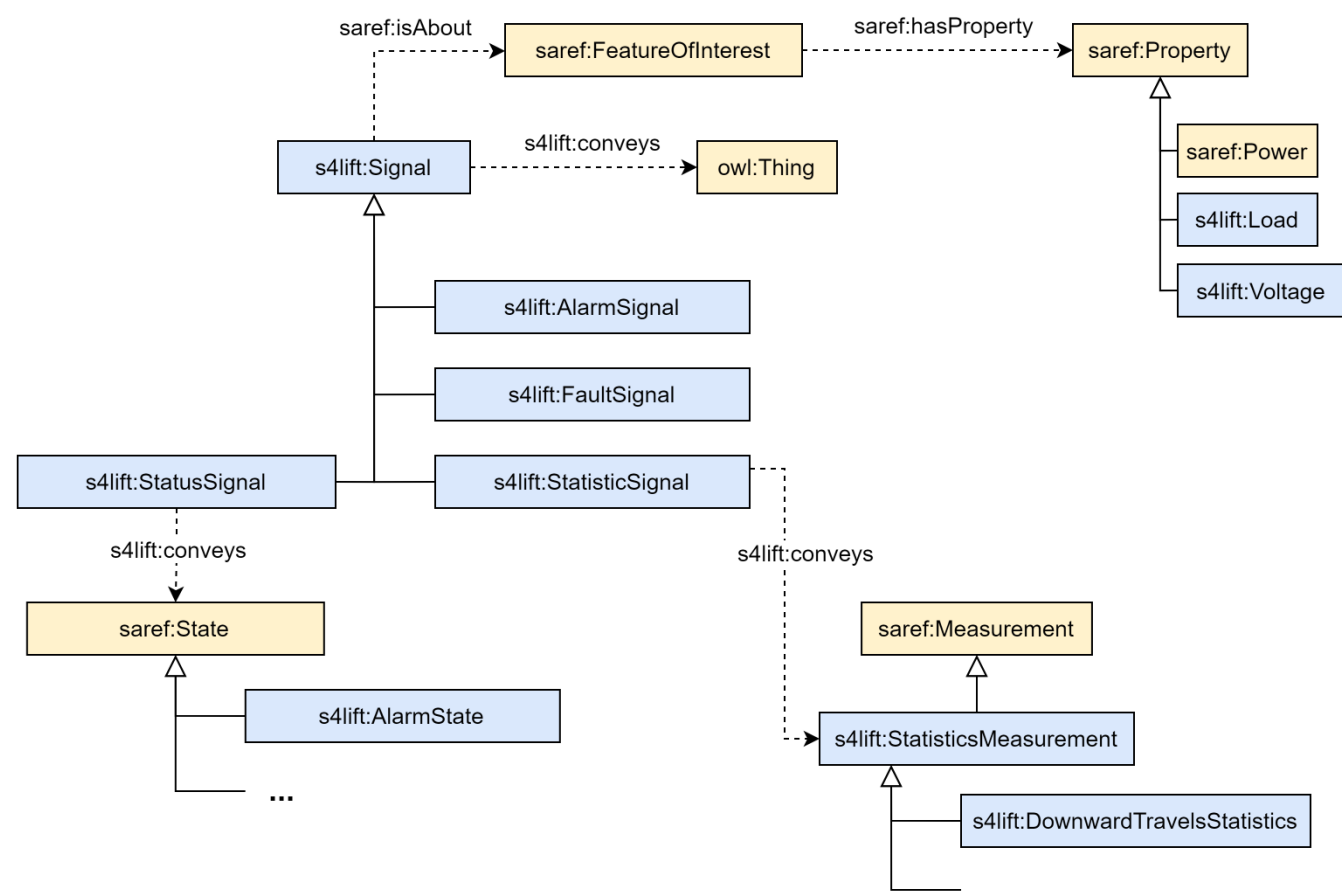 saref:isAbout
saref:hasProperty
saref:FeatureOfInterest
saref:Property
s4lift:conveys
saref:Power
s4lift:Signal
owl:Thing
s4lift:Load
s4lift:Voltage
s4lift:AlarmSignal
s4lift:FaultSignal
s4lift:StatusSignal
s4lift:StatisticSignal
s4lift:conveys
s4lift:conveys
saref:State
saref:Measurement
s4lift:AlarmState
s4lift:StatisticsMeasurement
...
s4lift:DownwardTravelsStatistics